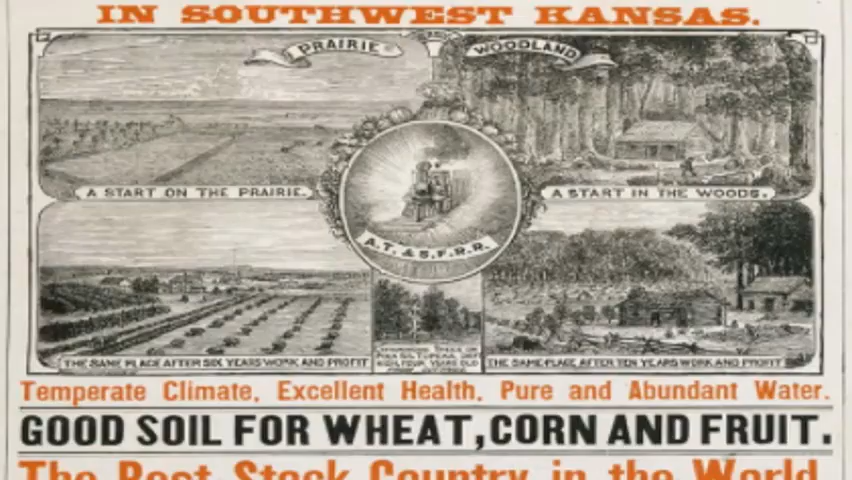 IN SOUTHWEST KANSAS.
PRAIRIE
WOODLAND
A START ON THE PRAIRIE.
A START IN THE WOODS.
A.T. & S.F.R.R.
THE SAME PLACE AFTER SIX YEARS WORK AND PROFIT
THE SAME PLACE AFTER TEN YEARS WORK AND PROFIT
Temperate Climate, Excellent Health, Pure and Abundant Water.
GOOD SOIL FOR WHEAT, CORN AND FRUIT.
The Best Stock Country in the World